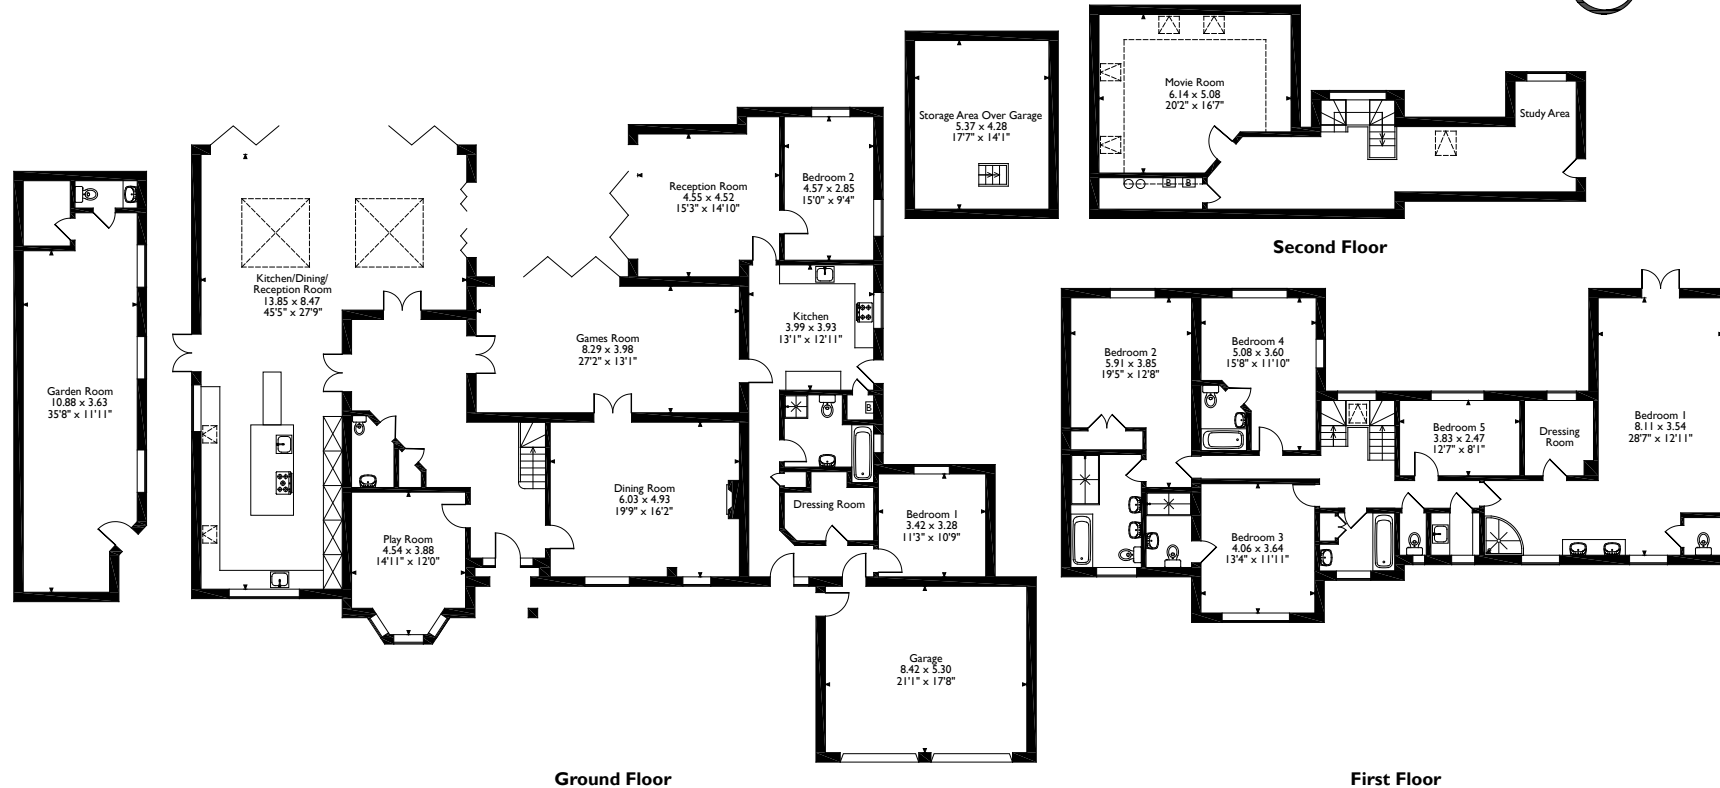 Movie Room
6.14 x 5.08
20'2" x 16'7"
Study Area
Storage Area Over Garage
5.37 x 4.28
17'7" x 14'1"
Second Floor
Reception Room
4.55 x 4.52
15'3" x 14'10"
Bedroom 2
4.57 x 2.85
15'0" x 9'4"
Kitchen/Dining/
Reception Room
13.85 x 8.47
45'5" x 27'9"
Games Room
8.29 x 3.98
27'2" x 13'1"
Kitchen
3.99 x 3.93
13'1" x 12'11"
Garden Room
10.88 x 3.63
35'8" x 11'11"
B
Dining Room
6.03 x 4.93
19'9" x 16'2"
Dressing Room
Bedroom 1
3.42 x 3.28
11'3" x 10'9"
Play Room
4.54 x 3.88
14'11" x 12'0"
Garage
8.42 x 5.30
21'1" x 17'8"
Ground Floor
Bedroom 2
5.91 x 3.85
19'5" x 12'8"
Bedroom 4
5.08 x 3.60
15'8" x 11'10"
Bedroom 5
3.83 x 2.47
12'7" x 8'1"
Dressing
Room
Bedroom 1
8.11 x 3.54
28'7" x 12'11"
Bedroom 3
4.06 x 3.64
13'4" x 11'11"
First Floor